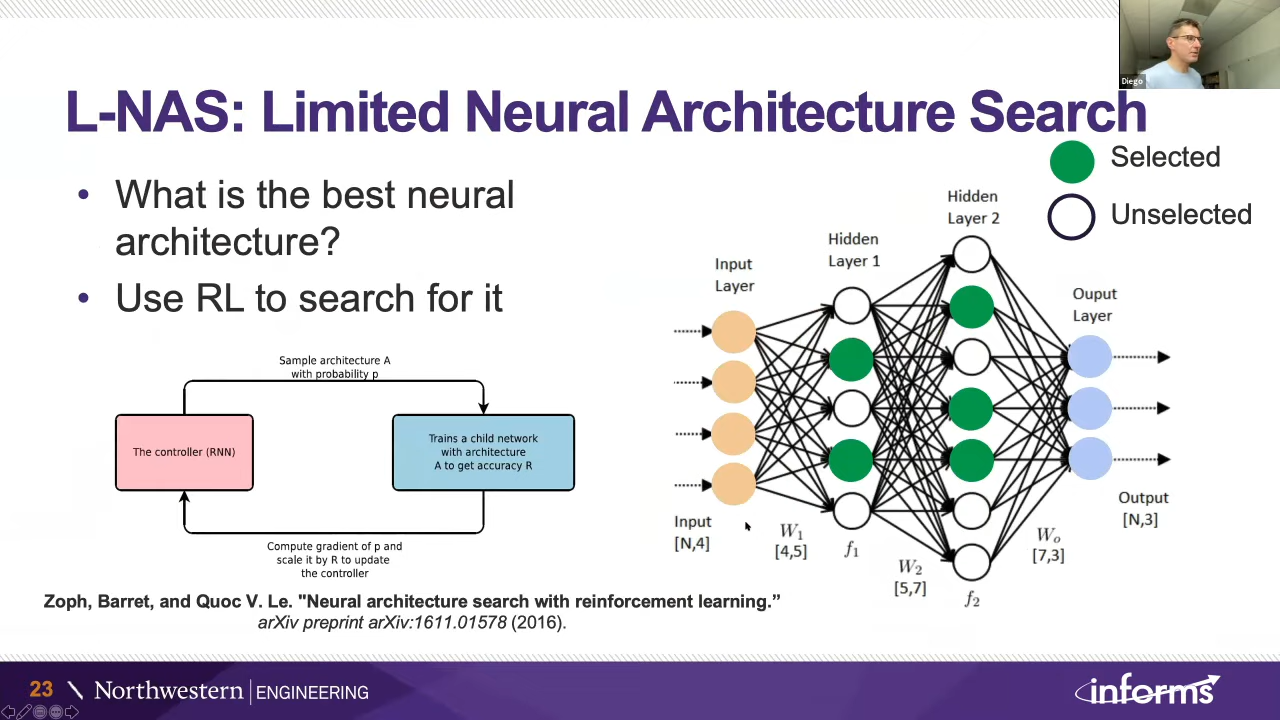 Diego
L-NAS: Limited Neural Architecture Search
Selected
Unselected
• What is the best neural
architecture?
• Use RL to search for it
Sample architecture A
with probability p
The controller (RNN)
Trains a child network
with architecture
A to get accuracy R
Compute gradient of p and
scale it by R to update
the controller
Zoph, Barret, and Quoc V. Le. "Neural architecture search with reinforcement learning.”
arXiv preprint arXiv:1611.01578 (2016).
Input
Layer
Hidden
Layer 1
Hidden
Layer 2
Ouput
Layer
Input
[N,4]
W1
[4,5]
f1
W2
[5,7]
f2
Wo
[7,3]
Output
[N,3]
23
Northwestern | ENGINEERING
informs